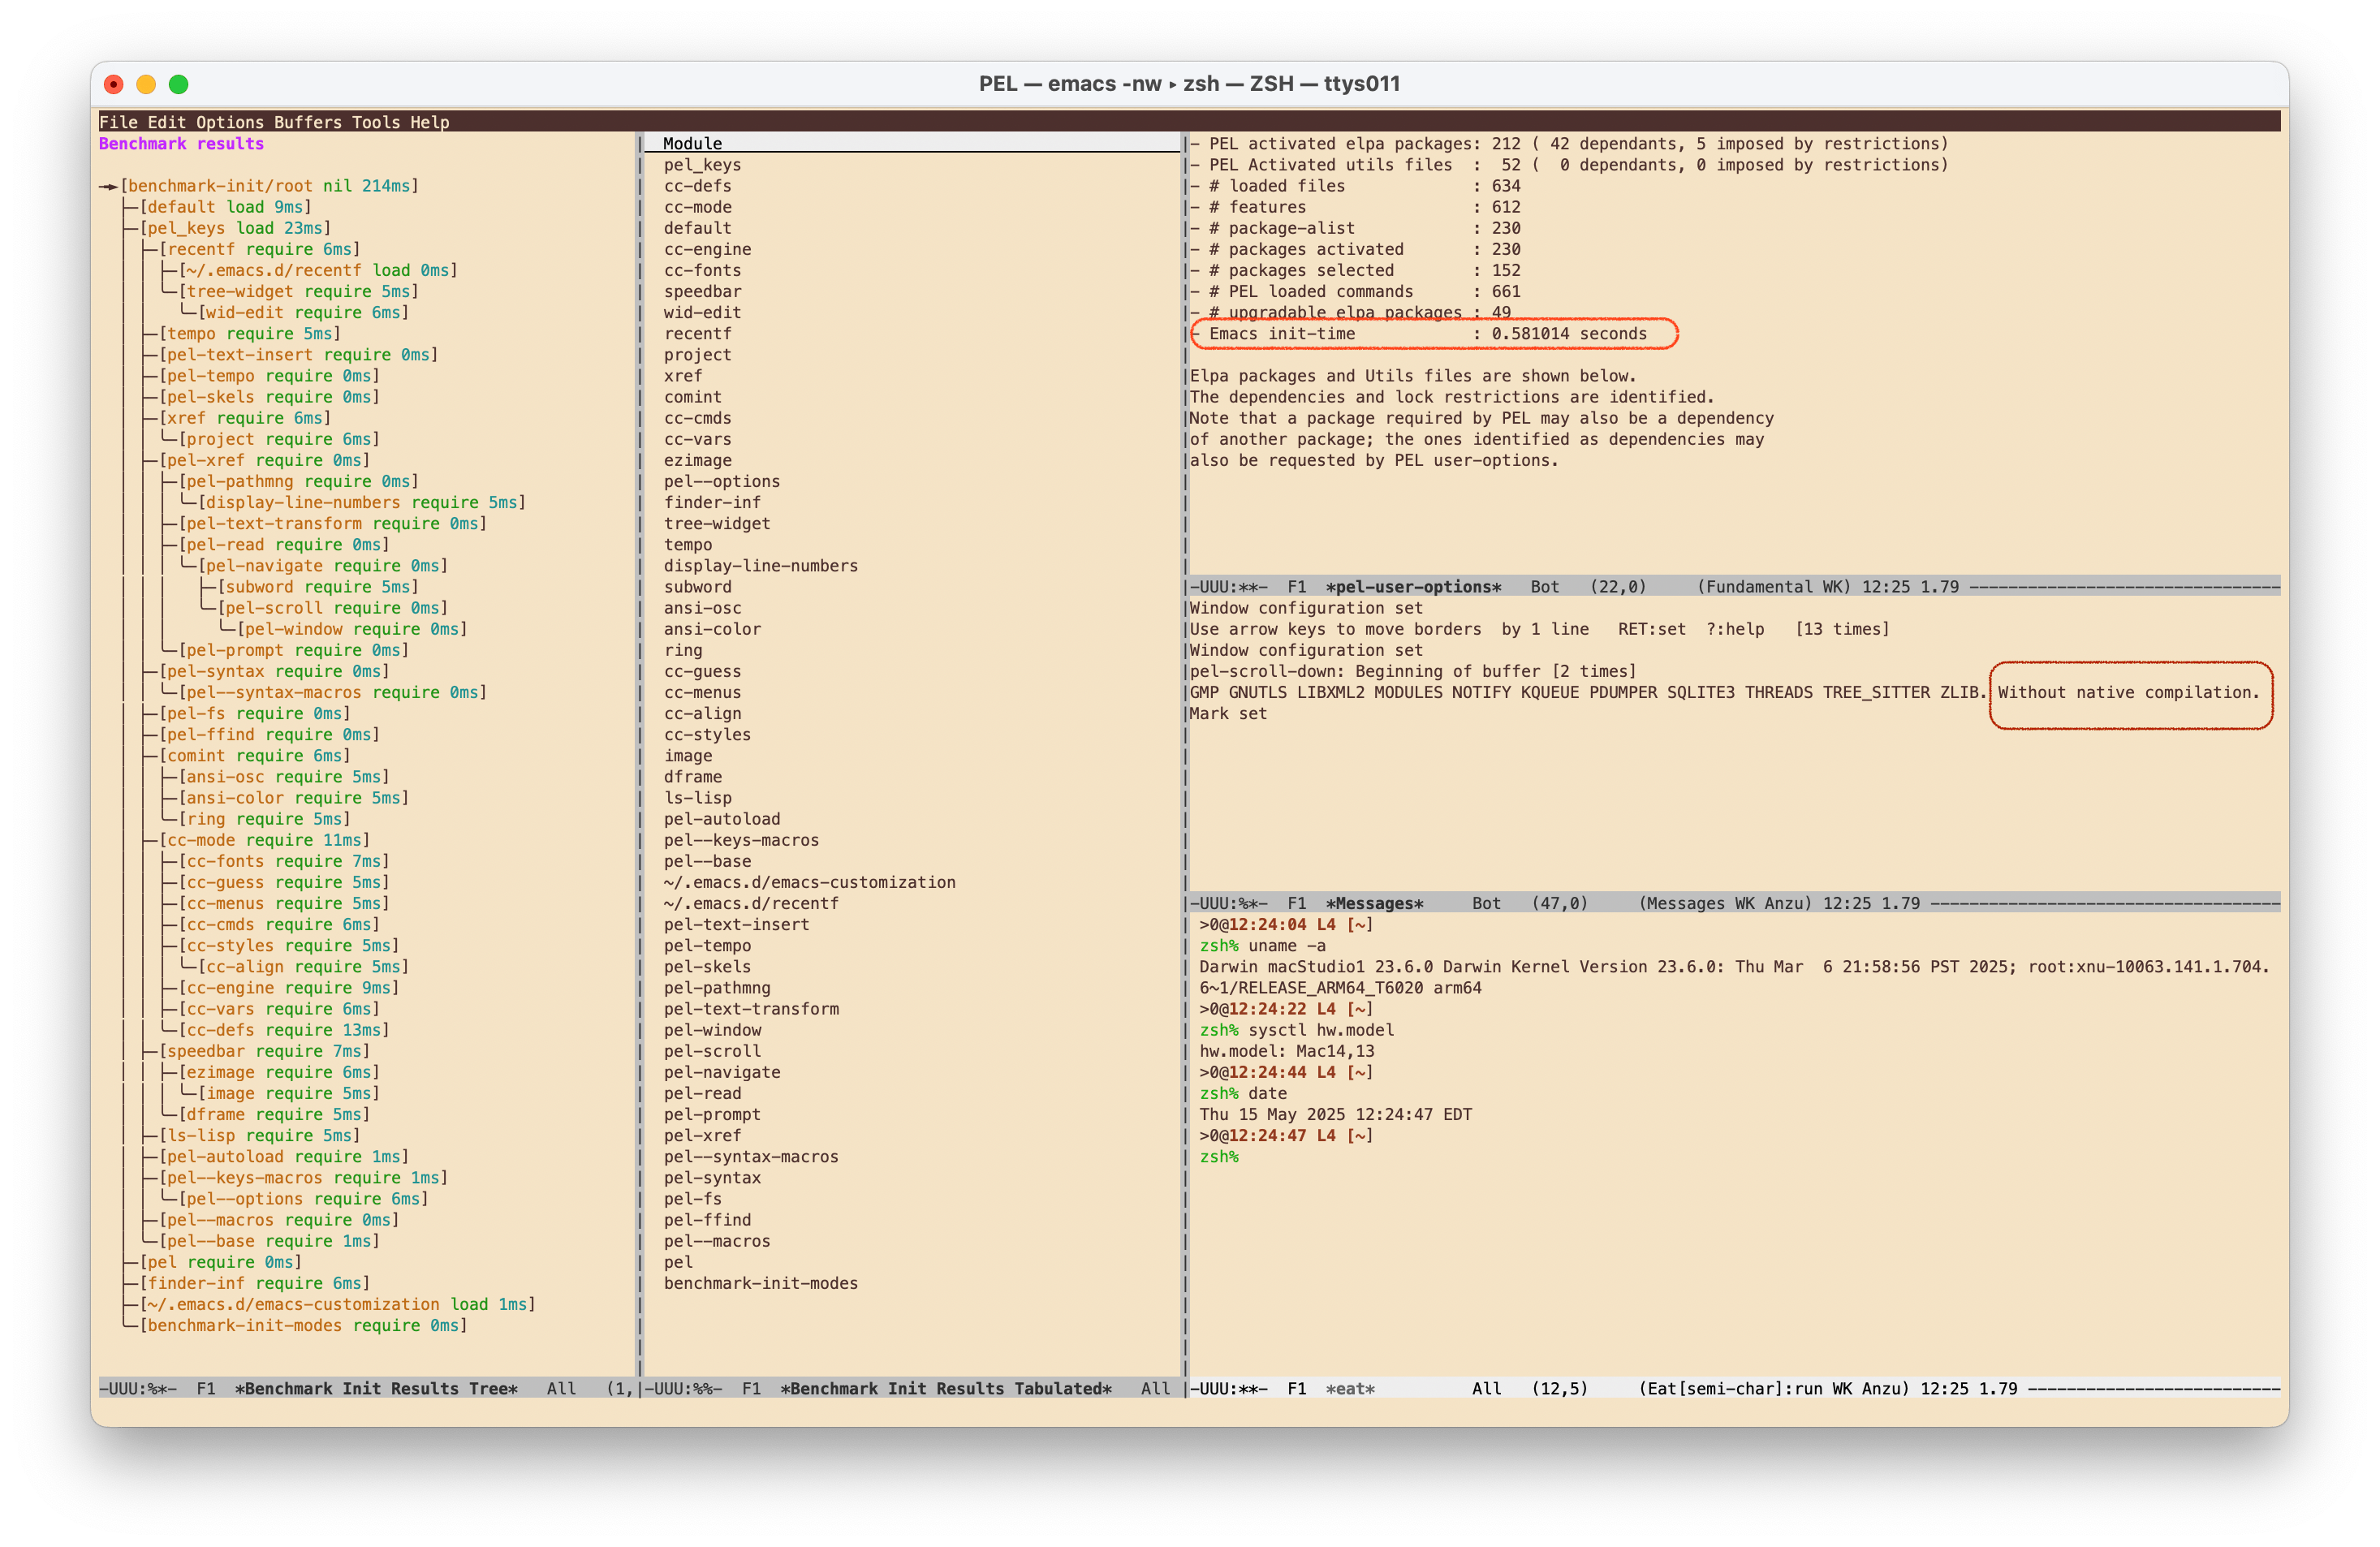 PEL — emacs -nw ▸ zsh — ZSH — ttys011
File Edit Options Buffers Tools Help
Benchmark results
[benchmark-init/root nil 214ms]
├─[default load 9ms]
├─[pel_keys load 23ms]
│ ├─[recentf require 6ms]
│ │ ├─[~/.emacs.d/recentf load 0ms]
│ │ ╰─[tree-widget require 5ms]
│ │   ╰─[wid-edit require 6ms]
│ ├─[tempo require 5ms]
│ ├─[pel-text-insert require 0ms]
│ ├─[pel-tempo require 0ms]
│ ├─[pel-skels require 0ms]
│ ├─[xref require 6ms]
│ │ ╰─[project require 6ms]
│ ├─[pel-xref require 0ms]
│ │ ├─[pel-pathmng require 0ms]
│ │ │ ╰─[display-line-numbers require 5ms]
│ │ ├─[pel-text-transform require 0ms]
│ │ ├─[pel-read require 0ms]
│ │ │ ╰─[pel-navigate require 0ms]
│ │ │   ├─[subword require 5ms]
│ │ │   ╰─[pel-scroll require 0ms]
│ │ │     ╰─[pel-window require 0ms]
│ │ ╰─[pel-prompt require 0ms]
│ ├─[pel-syntax require 0ms]
│ │ ╰─[pel--syntax-macros require 0ms]
│ ├─[pel-fs require 0ms]
│ ├─[pel-ffind require 0ms]
│ ├─[comint require 6ms]
│ │ ├─[ansi-osc require 5ms]
│ │ ├─[ansi-color require 5ms]
│ │ ╰─[ring require 5ms]
│ ├─[cc-mode require 11ms]
│ │ ├─[cc-fonts require 7ms]
│ │ ├─[cc-guess require 5ms]
│ │ ├─[cc-menus require 5ms]
│ │ ├─[cc-cmds require 6ms]
│ │ ├─[cc-styles require 5ms]
│ │ │ ╰─[cc-align require 5ms]
│ │ ├─[cc-engine require 9ms]
│ │ ├─[cc-vars require 6ms]
│ │ ╰─[cc-defs require 13ms]
│ ├─[speedbar require 7ms]
│ │ ├─[ezimage require 6ms]
│ │ │ ╰─[image require 5ms]
│ │ ╰─[dframe require 5ms]
│ ├─[ls-lisp require 5ms]
│ ├─[pel-autoload require 1ms]
│ ├─[pel--keys-macros require 1ms]
│ │ ╰─[pel--options require 6ms]
│ ├─[pel--macros require 0ms]
│ ╰─[pel--base require 1ms]
├─[pel require 0ms]
├─[finder-inf require 6ms]
├─[~/.emacs.d/emacs-customization load 1ms]
╰─[benchmark-init-modes require 0ms]
-UUU:%*-  F1  *Benchmark Init Results Tree*   All   (1,
Module
pel_keys
cc-defs
cc-mode
default
cc-engine
cc-fonts
speedbar
wid-edit
recentf
project
xref
comint
cc-cmds
cc-vars
ezimage
pel--options
finder-inf
tree-widget
tempo
display-line-numbers
subword
ansi-osc
ansi-color
ring
cc-guess
cc-menus
cc-align
cc-styles
image
dframe
ls-lisp
pel-autoload
pel--keys-macros
pel--base
~/.emacs.d/emacs-customization
~/.emacs.d/recentf
pel-text-insert
pel-tempo
pel-skels
pel-pathmng
pel-text-transform
pel-window
pel-scroll
pel-navigate
pel-read
pel-prompt
pel-xref
pel--syntax-macros
pel-syntax
pel-fs
pel-ffind
pel--macros
pel
benchmark-init-modes
-UUU:%%-  F1  *Benchmark Init Results Tabulated*   All
- PEL activated elpa packages: 212 ( 42 dependants, 5 imposed by restrictions)
- PEL Activated utils files  :  52 (  0 dependants, 0 imposed by restrictions)
- # loaded files             : 634
- # features                 : 612
- # package-alist            : 230
- # packages activated       : 230
- # packages selected        : 152
- # PEL loaded commands      : 661
- # upgradable elpa packages : 49
- Emacs init-time            : 0.581014 seconds
Elpa packages and Utils files are shown below.
The dependencies and lock restrictions are identified.
Note that a package required by PEL may also be a dependency
of another package; the ones identified as dependencies may
also be requested by PEL user-options.
-UUU:**-  F1  *pel-user-options*   Bot   (22,0)     (Fundamental WK) 12:25 1.79 --------------------------------
Window configuration set
Use arrow keys to move borders  by 1 line   RET:set  ?:help   [13 times]
Window configuration set
pel-scroll-down: Beginning of buffer [2 times]
GMP GNUTLS LIBXML2 MODULES NOTIFY KQUEUE PDUMPER SQLITE3 THREADS TREE_SITTER ZLIB. Without native compilation.
Mark set
-UUU:%*-  F1  *Messages*     Bot   (47,0)     (Messages WK Anzu) 12:25 1.79 ------------------------------------
>0@12:24:04 L4 [~]
zsh% uname -a
Darwin macStudio1 23.6.0 Darwin Kernel Version 23.6.0: Thu Mar  6 21:58:56 PST 2025; root:xnu-10063.141.1.704.
6~1/RELEASE_ARM64_T6020 arm64
>0@12:24:22 L4 [~]
zsh% sysctl hw.model
hw.model: Mac14,13
>0@12:24:44 L4 [~]
zsh% date
Thu 15 May 2025 12:24:47 EDT
>0@12:24:47 L4 [~]
zsh%
-UUU:**-  F1  *eat*          All   (12,5)     (Eat[semi-char]:run WK Anzu) 12:25 1.79 --------------------------